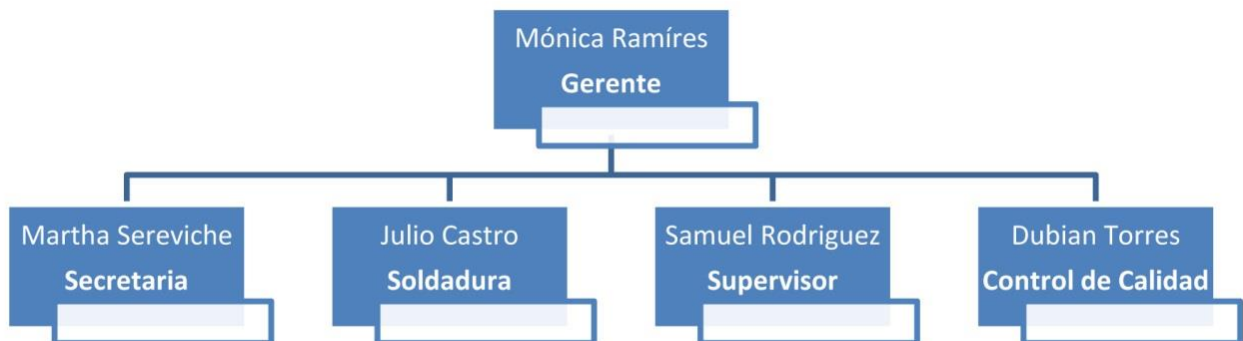 Mónica Ramíres
Gerente
Martha Sereviche
Secretaria
Julio Castro
Soldadura
Samuel Rodriguez
Supervisor
Dubian Torres
Control de Calidad